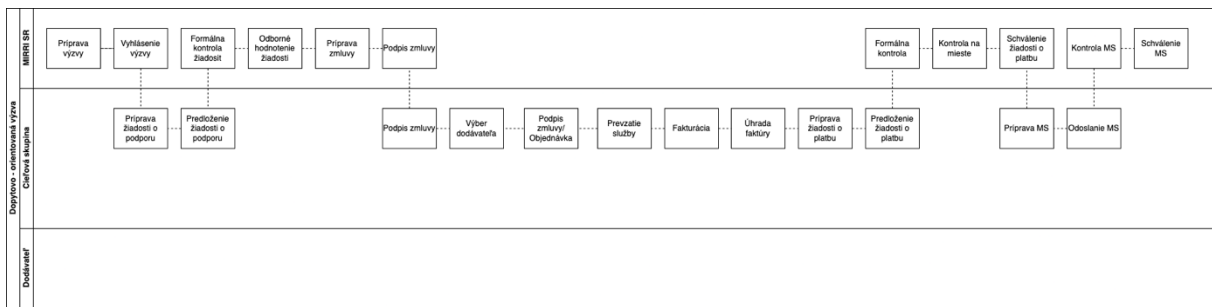 Dopytovo - orientovaná výzva
MIRRI SR
Príprava
výzvy
Vyhlásenie
výzvy
Formálna
kontrola
žiadosit
Odborné
hodnotenie
žiadosti
Príprava
zmluvy
Podpis zmluvy
Formálna
kontrola
Kontrola na
mieste
Schválenie
žiadosti o
platbu
Kontrola MS
Schválenie
MS
Cieľová skupina
Príprava
žiadosti o
podporu
Predloženie
žiadosti o
podporu
Podpis zmluvy
Výber
dodávateľa
Podpis
zmluvy/
Objednávka
Prevzatie
služby
Fakturácia
Úhrada
faktúry
Príprava
žiadosti o
platbu
Predloženie
žiadosti o
platbu
Príprava MS
Odoslanie MS
Dodávateľ